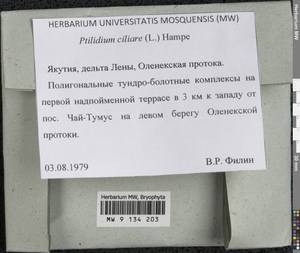 HERBARIUM UNIVERSITATIS MOSQUENSIS (MW)
Ptilidium ciliare (L.) Hampe
Якутия, дельта Лены, Оленекская протока.
Полигональные тундро-болотные комплексы на
первой надпойменной террасе в 3 км к западу от
пос. Чай-Тумус на левом берегу Оленекской
протоки.
03.08.1979
В.Р. Филин
Herbarium MW, Bryophyta
MW 9 134 203